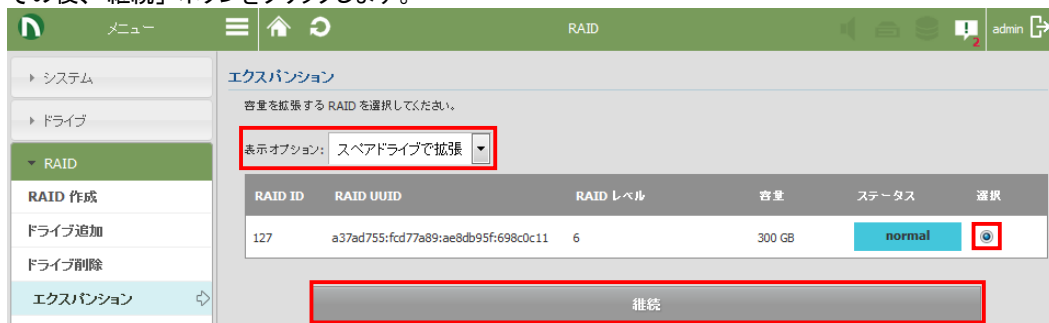 その後、「継続」ボタンをクリックします。
メニュー
RAID
2
admin
システム
ドライブ
RAID
RAID 作成
ドライブ追加
ドライブ削除
エクスパンション
エクスパンション
容量を拡張する RAID を選択してください。
表示オプション: スペアドライブで拡張
RAID ID RAID UUID RAID レベル 容量 ステータス 選択
127 a37ad755:fcd77a89:ae8db95f:698c0c11 6 300 GB normal
継続